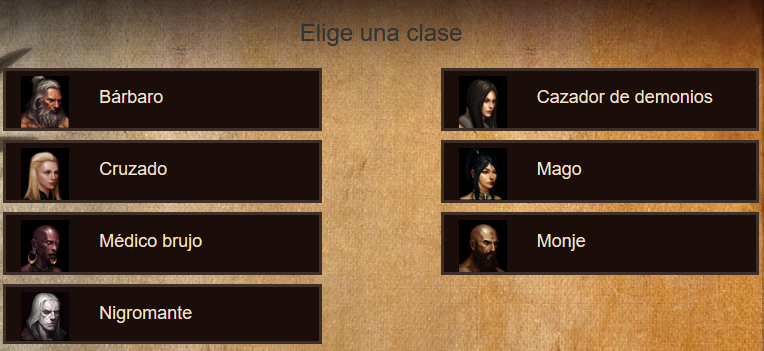 Elige una clase
Bárbaro
Cazador de demonios
Cruzado
Mago
Médico brujo
Monje
Nigromante